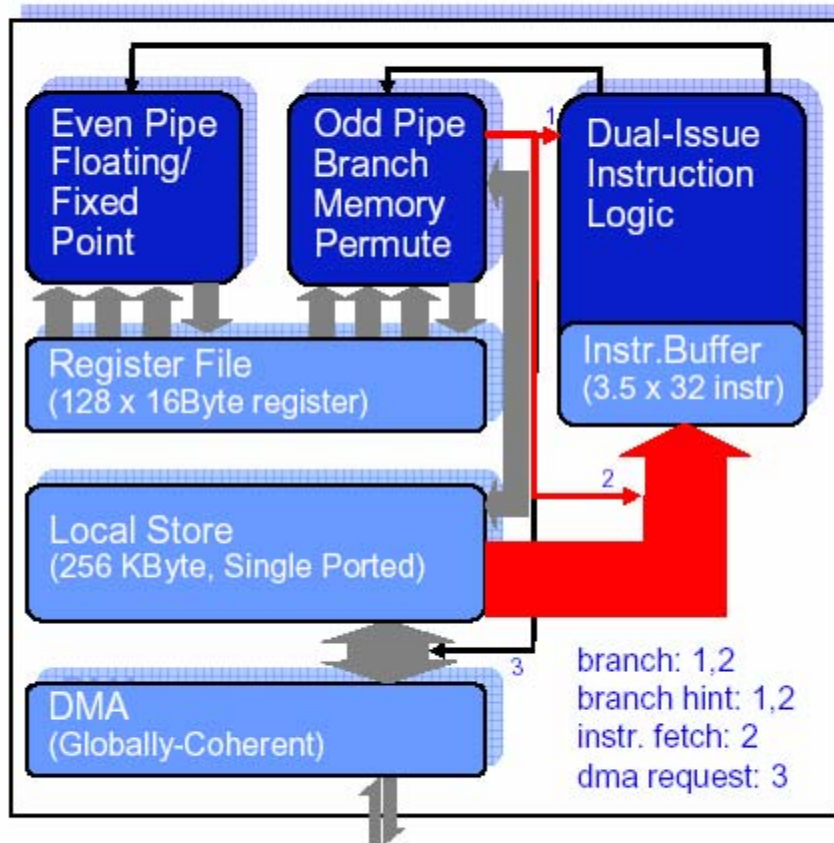 Even Pipe
Floating/
Fixed
Point
Odd Pipe
Branch
Memory
Permute
1
Dual-Issue
Instruction
Logic
Instr.Buffer
(3.5 x 32 instr)
Register File
(128 x 16Byte register)
2
Local Store
(256 KByte, Single Ported)
3
DMA
(Globally-Coherent)
branch: 1,2
branch hint: 1,2
instr. fetch: 2
dma request: 3